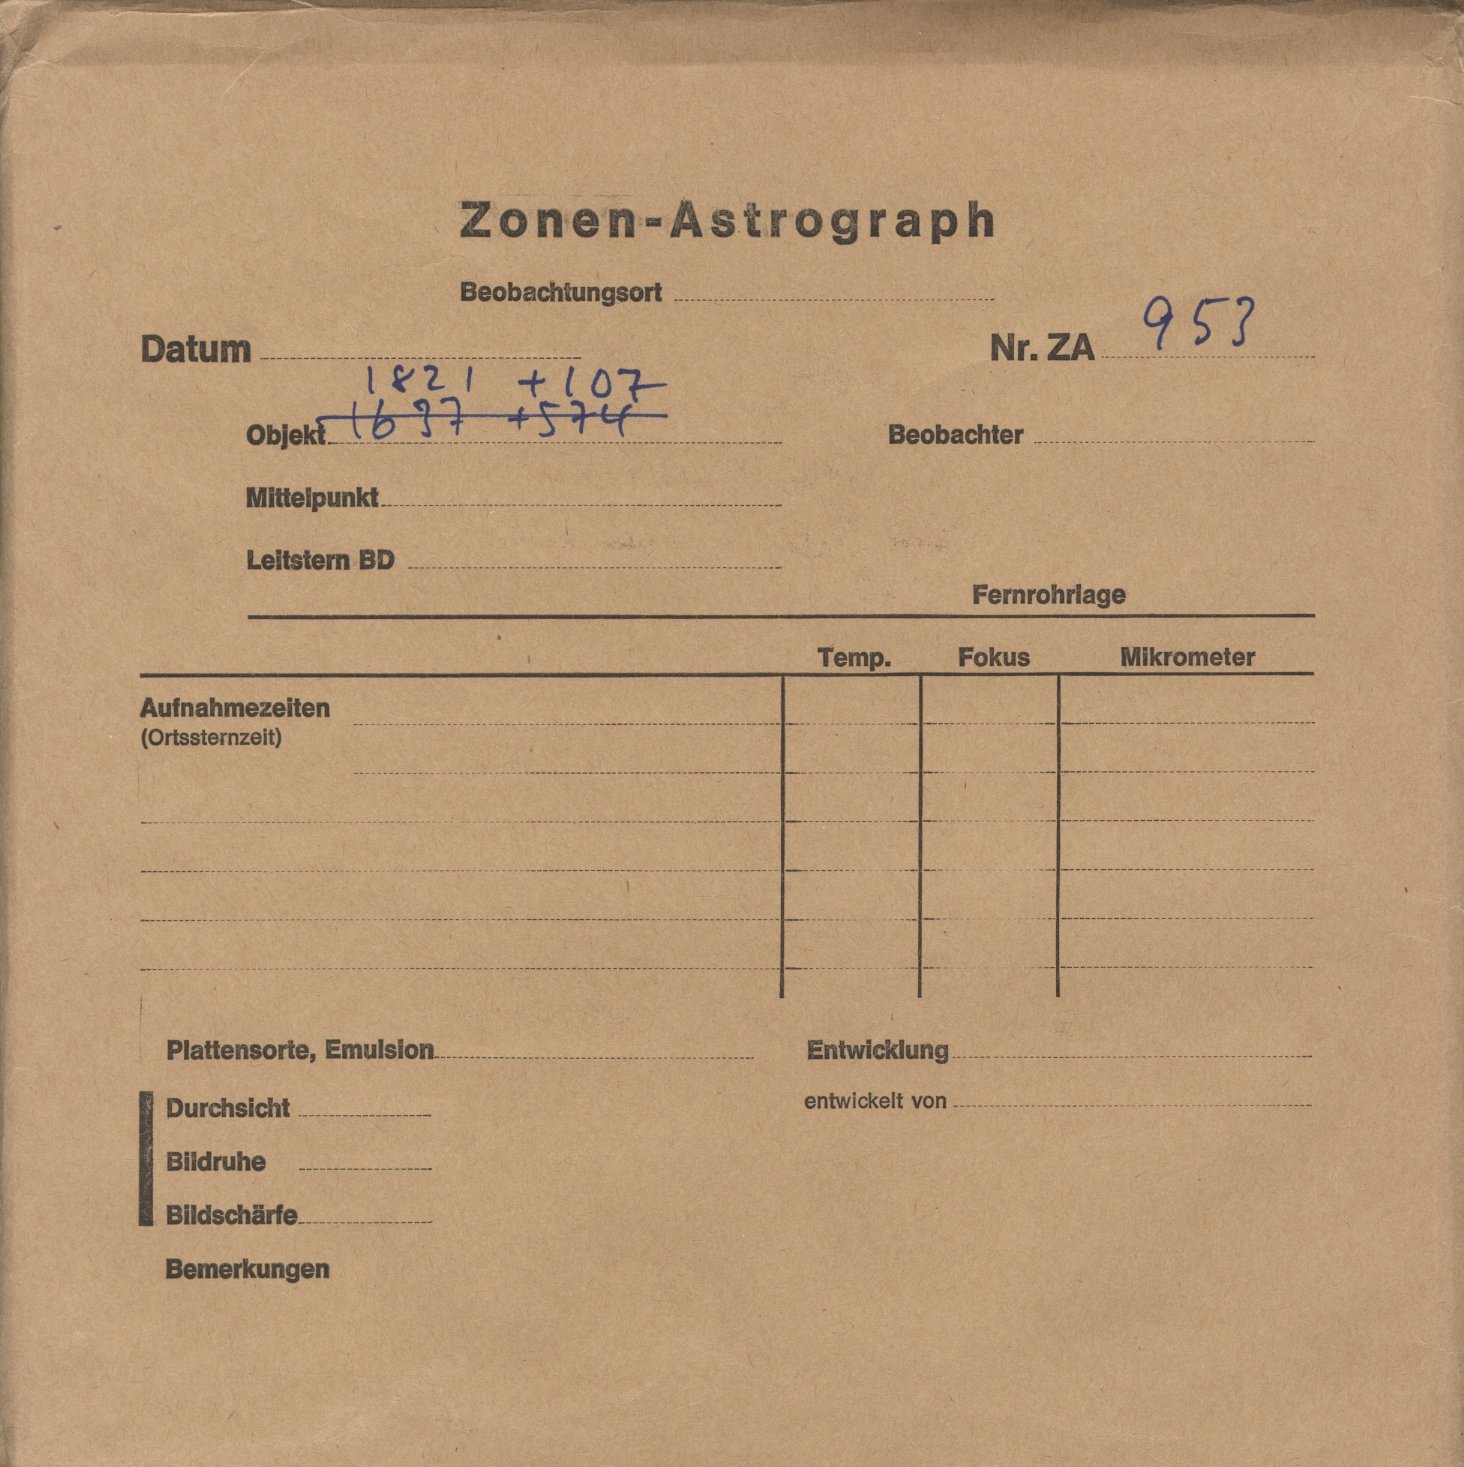 Zonen-Astrograph
Beobachtungsort
Datum
Nr. ZA 953
1821 +107
Objekt 1637 +574
Beobachter
Mittelpunkt
Leitstern BD
Fernrohrlage
Temp. Fokus Mikrometer
Aufnahmezeiten
(Ortssternzeit)
Plattensorte, Emulsion
Entwicklung
Durchsicht
entwickelt von
Bildruhe
Bildschärfe
Bemerkungen